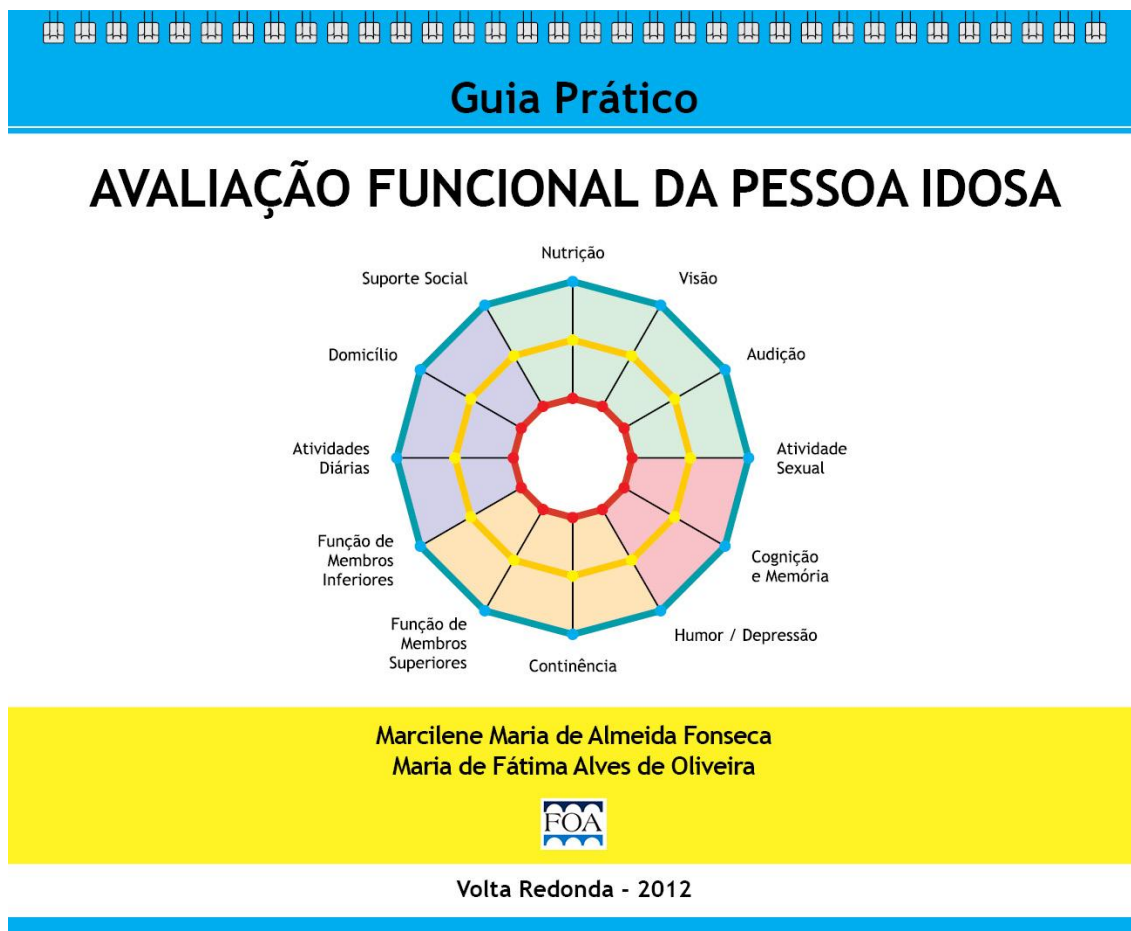 Guia Prático
AVALIAÇÃO FUNCIONAL DA PESSOA IDOSA
Nutrição
Visão
Audição
Atividade
Sexual
Cognição
e Memória
Humor / Depressão
Continência
Função de
Membros
Superiores
Função de
Membros
Inferiores
Atividades
Diárias
Domicílio
Suporte Social
Marcilene Maria de Almeida Fonseca
Maria de Fátima Alves de Oliveira
FOA
Volta Redonda - 2012